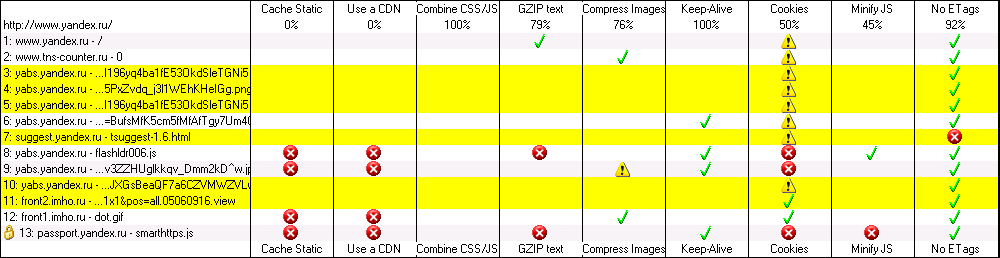 Cache Static Use a CDN Combine CSS/JS GZIP text Compress Images Keep-Alive Cookies Minify JS No ETags
http://www.yandex.ru/ 0% 0% 100% 79% 76% 100% 50% 45% 92%
1: www.yandex.ru - /
2: www.tns-counter.ru - 0
3: yabs.yandex.ru - ...I196yq4ba1fE53OkdSleTGNi5
4: yabs.yandex.ru - ...5PxZvdq_j3I1WEhKHelGg.png
5: yabs.yandex.ru - ...I196yq4ba1fE53OkdSleTGNi5
6: yabs.yandex.ru - ...=BufsMfK5cm5fMfAfTgy7Um40
7: suggest.yandex.ru - tsuggest-1.6.html
8: yabs.yandex.ru - flashldr006.js
9: yabs.yandex.ru - ...v3ZZHUglkkqv_Dmm2kD^w.jp
10: yabs.yandex.ru - ...JXGsBeaQF7a6CZVMWZVL
11: front2.imho.ru - ...1x1&pos=all.05060916.view
12: front1.imho.ru - dot.gif
13: passport.yandex.ru - smarthttps.js
Cache Static Use a CDN Combine CSS/JS GZIP text Compress Images Keep-Alive Cookies Minify JS No ETags